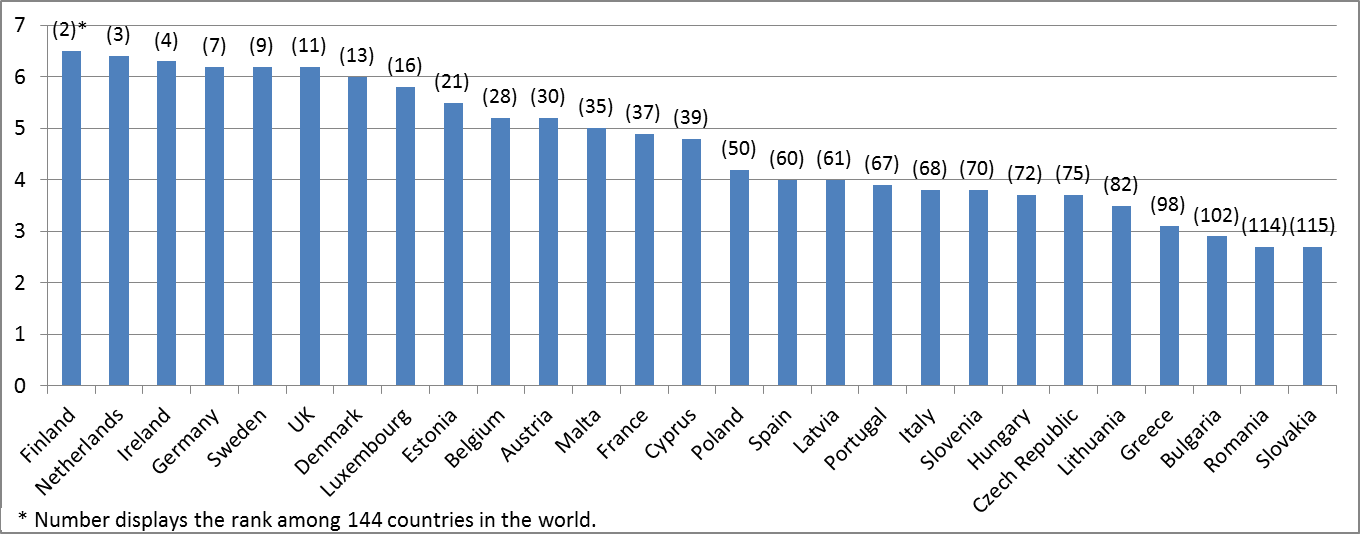 7
6
5
4
3
2
1
0
(2)* (3) (4) (7) (9) (11) (13) (16) (21) (28) (30) (35) (37) (39) (50) (60) (61) (67) (68) (70) (72) (75) (82) (98) (102) (114) (115)
Finland
Netherlands
Ireland
Germany
Sweden
UK
Denmark
Luxembourg
Estonia
Belgium
Austria
Malta
France
Cyprus
Poland
Spain
Latvia
Portugal
Italy
Slovenia
Hungary
Czech Republic
Lithuania
Greece
Bulgaria
Romania
Slovakia
* Number displays the rank among 144 countries in the world.